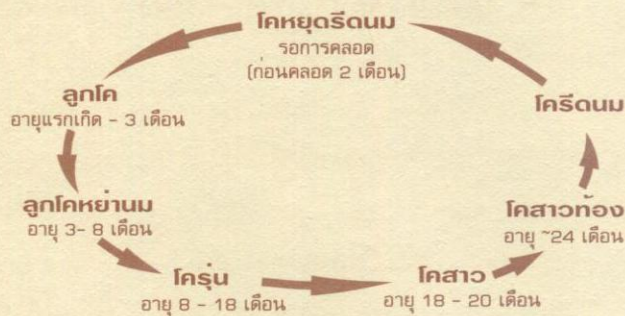 โคหยุดรีดนม
รอการคลอด
(ก่อนคลอด 2 เดือน)
ลูกโค
อายุแรกเกิด - 3 เดือน
โครีดนม
ลูกโคหย่านม
อายุ 3- 8 เดือน
โคสาวท้อง
อายุ ~24 เดือน
โครุ่น
อายุ 8 - 18 เดือน
โคสาว
อายุ 18 - 20 เดือน